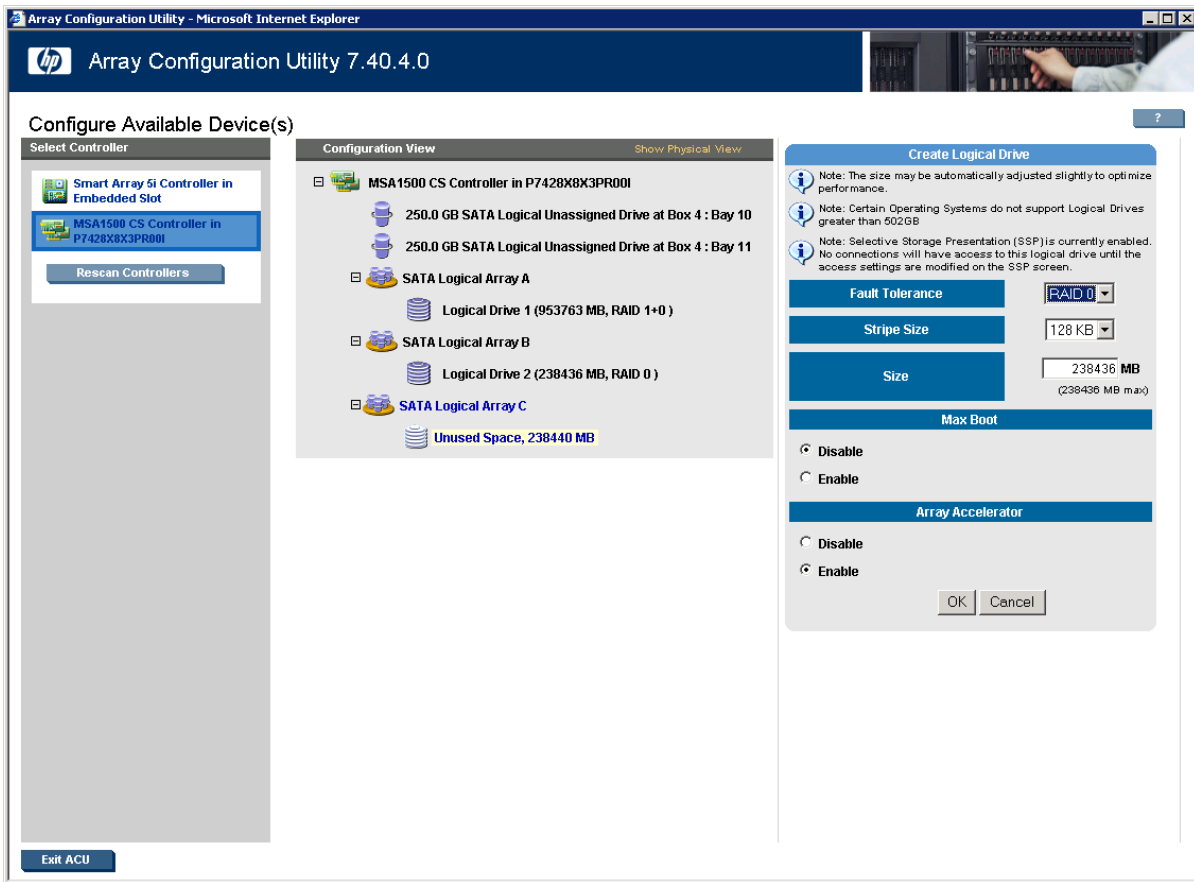 Array Configuration Utility - Microsoft Internet Explorer
hp
Array Configuration Utility 7.40.4.0
Configure Available Device(s)
?
Select Controller
Smart Array 5i Controller in
Embedded Slot
MSA1500 CS Controller in
P7428X8X3PR00I
Rescan Controllers
Configuration View
Show Physical View
MSA1500 CS Controller in P7428X8X3PR00I
250.0 GB SATA Logical Unassigned Drive at Box 4 : Bay 10
250.0 GB SATA Logical Unassigned Drive at Box 4 : Bay 11
SATA Logical Array A
Logical Drive 1 (953763 MB, RAID 1+0 )
SATA Logical Array B
Logical Drive 2 (238436 MB, RAID 0 )
SATA Logical Array C
Unused Space, 238440 MB
Create Logical Drive
Note: The size may be automatically adjusted slightly to optimize
performance.
Note: Certain Operating Systems do not support Logical Drives
greater than 502GB
Note: Selective Storage Presentation (SSP) is currently enabled.
No connections will have access to this logical drive until the
access settings are modified on the SSP screen.
Fault Tolerance
RAID 0
Stripe Size
128 KB
Size
238436 MB
(238436 MB max)
Max Boot
Disable
Enable
Array Accelerator
Disable
Enable
OK
Cancel
Exit ACU